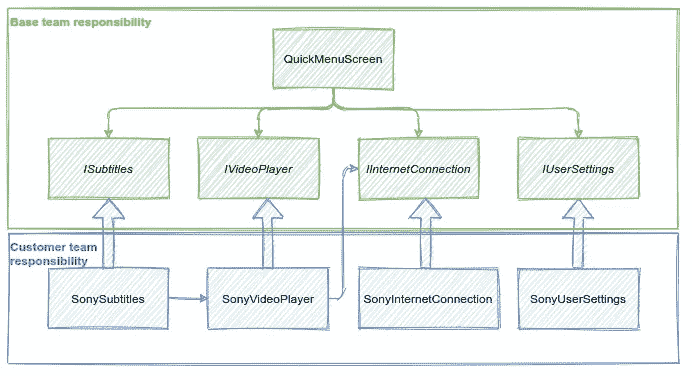 Base team responsibility
QuickMenuScreen
ISubtitles
IVideoPlayer
IInternetConnection
IUserSettings
Customer team
responsibility
SonySubtitles
SonyVideoPlayer
SonyInternetConnection
SonyUserSettings